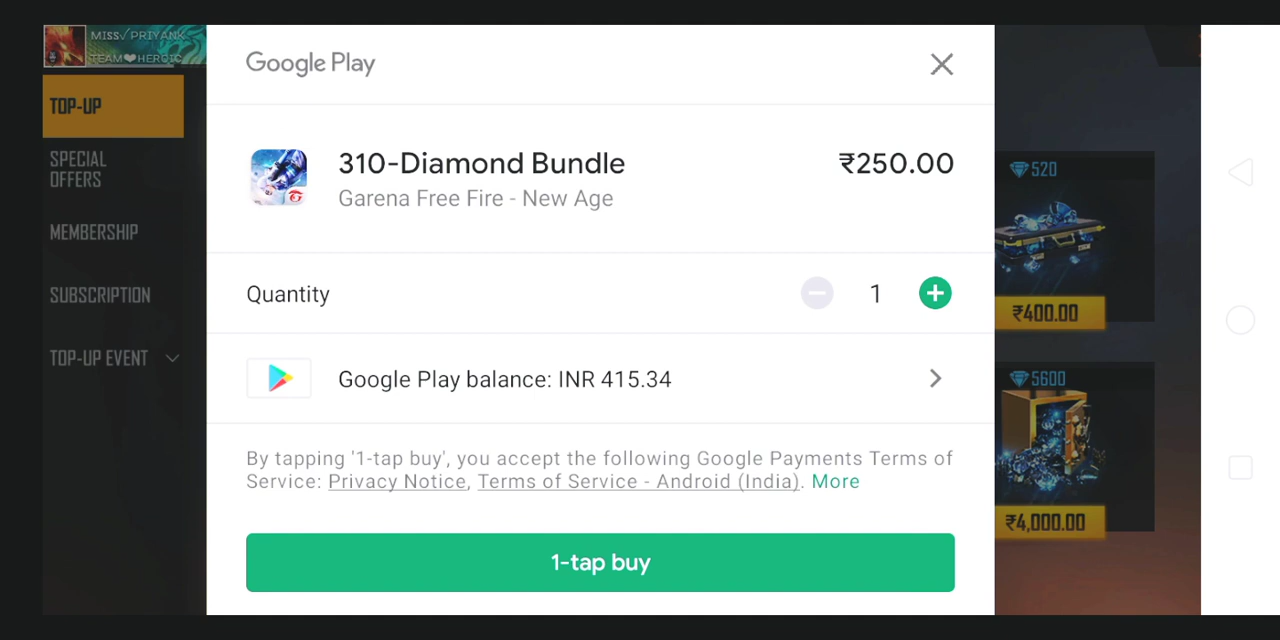 MISS✓PRIYANK
TEAM❤HEROIC
TOP-UP
SPECIAL
OFFERS
MEMBERSHIP
SUBSCRIPTION
TOP-UP EVENT
Google Play
310-Diamond Bundle
₹250.00
Garena Free Fire - New Age
Quantity
1
Google Play balance: INR 415.34
By tapping '1-tap buy', you accept the following Google Payments Terms of
Service: Privacy Notice, Terms of Service - Android (India). More
1-tap buy
520
₹400.00
5600
₹4,000.00